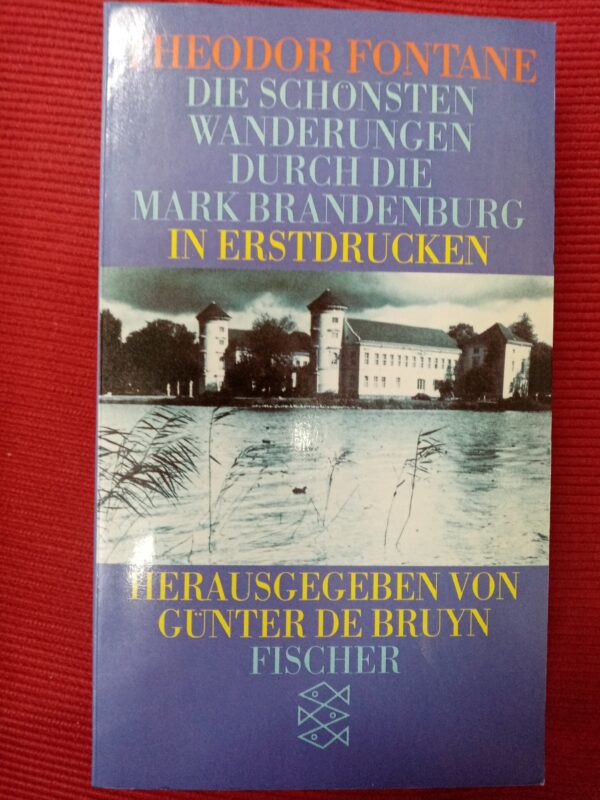 THEODOR FONTANE
DIE SCHÖNSTEN
WANDERUNGEN
DURCH DIE
MARK BRANDENBURG
IN ERSTDRUCKEN
HERAUSGEGEBEN VON
GÜNTER DE BRUYN
FISCHER